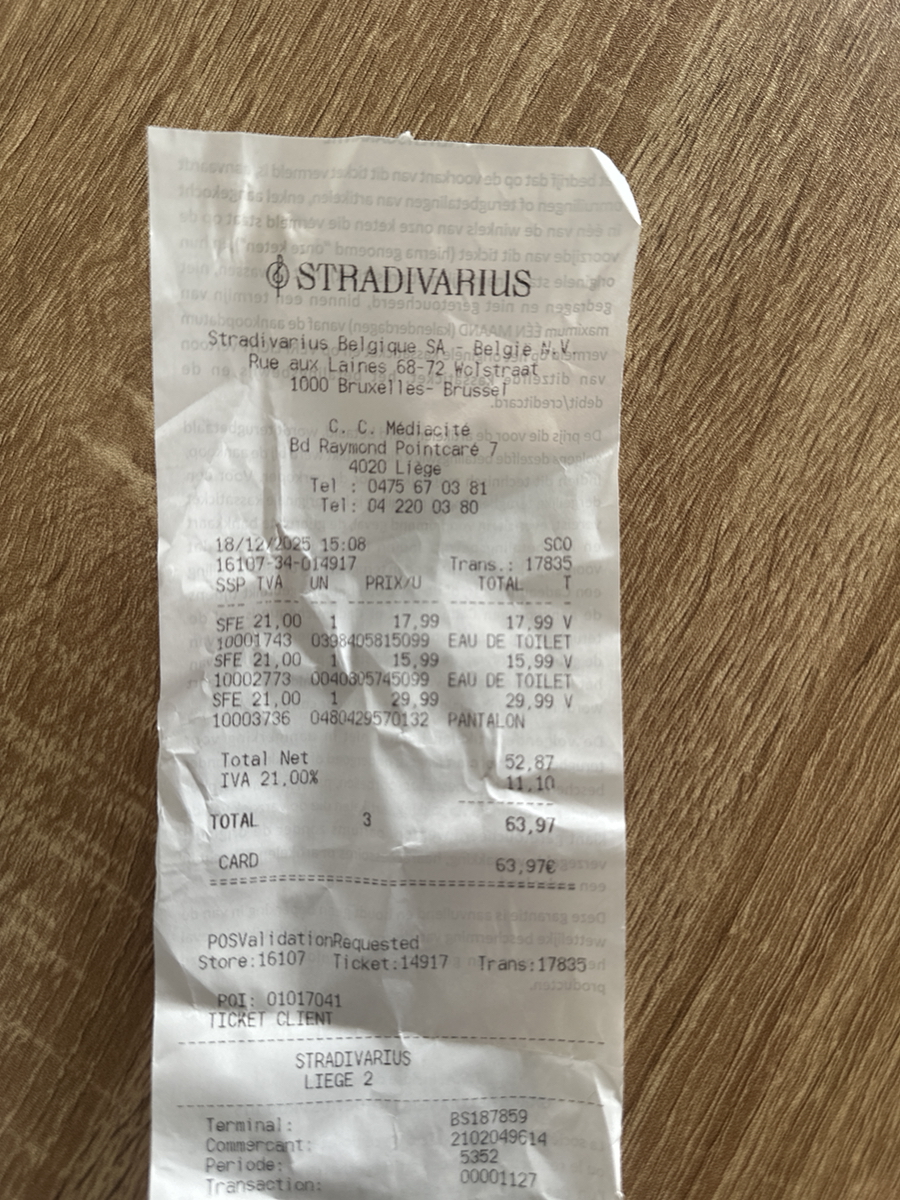 STRADIVARIUS
Stradivarius Belgique SA - België N.V.
Rue aux Laines 68-72 Wolstraat
1000 Bruxelles- Brussel
C. C. Médiacité
Bd Raymond Pointcaré 7
4020 Liège
Tel : 0475 67 03 81
Tel: 04 220 03 80
18/12/2025 15:08 SCO
16107-34-014917 Trans.: 17835
SSP TVA UN PRIX/U TOTAL T
SFE 21,00 1 17,99 17,99 V
10001743 0398405815099 EAU DE TOILET
SFE 21,00 1 15,99 15,99 V
10002773 0040305745099 EAU DE TOILET
SFE 21,00 1 29,99 29,99 V
10003736 0480429570132 PANTALON
Total Net 52,87
IVA 21,00% 11,10
TOTAL 3 63,97
CARD 63,97€
POSValidationRequested
Store:16107 Ticket:14917 Trans:17835
POI: 01017041
TICKET CLIENT
STRADIVARIUS
LIEGE 2
Terminal: BS187859
Commercant: 2102049614
Periode: 5352
Transaction: 00001127